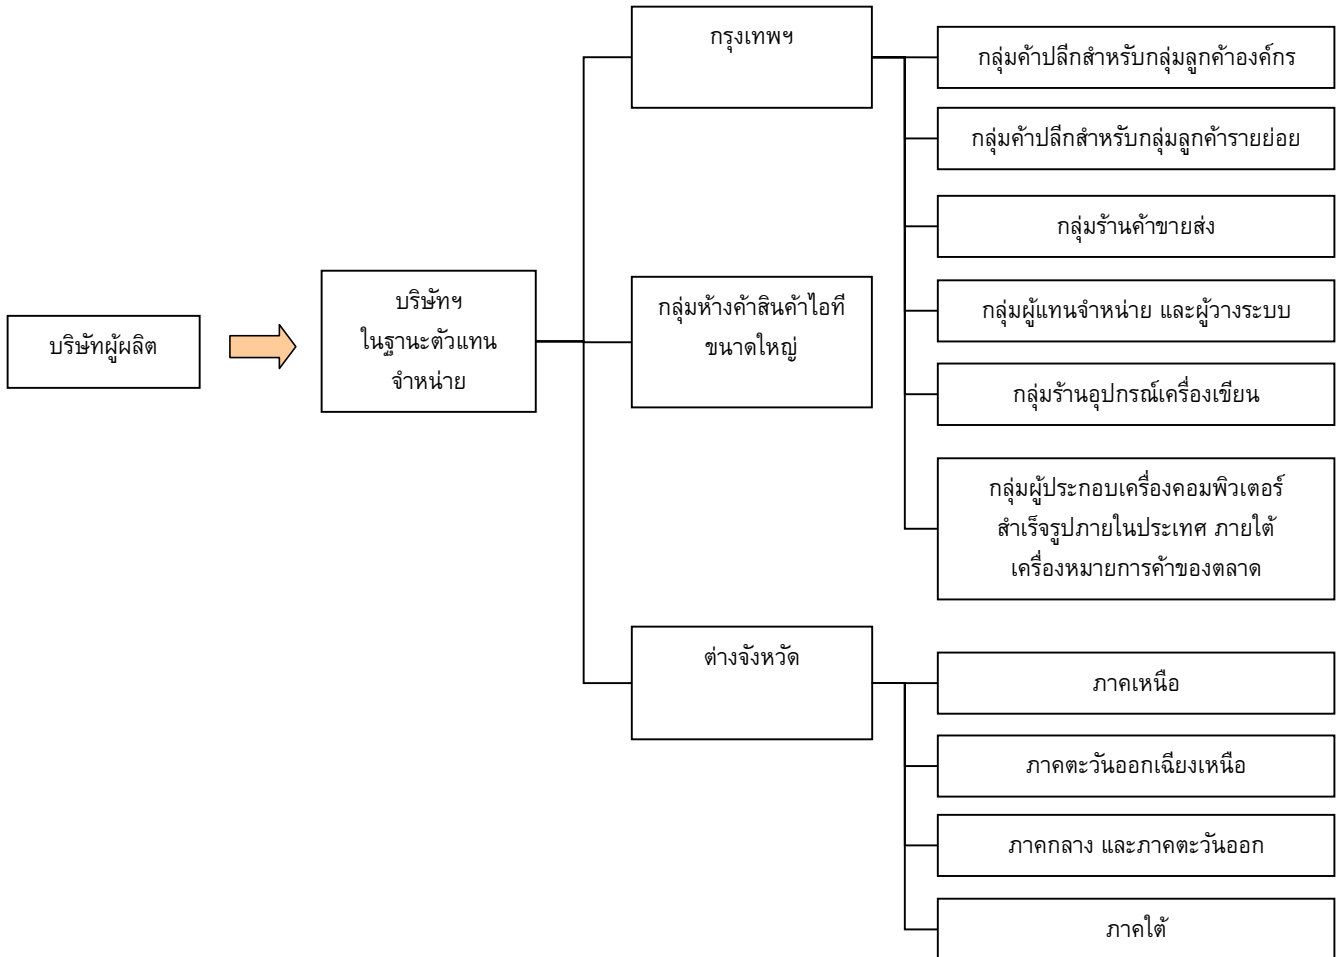 บริษัทผู้ผลิต
บริษัทฯ
ในฐานะตัวแทน
จำหน่าย
กรุงเทพฯ
กลุ่มค้าปลีกสำหรับกลุ่มลูกค้าองค์กร
กลุ่มค้าปลีกสำหรับกลุ่มลูกค้ารายย่อย
กลุ่มร้านค้าขายส่ง
กลุ่มผู้แทนจำหน่าย และผู้วางระบบ
กลุ่มร้านอุปกรณ์เครื่องเขียน
กลุ่มผู้ประกอบเครื่องคอมพิวเตอร์
สำเร็จรูปภายในประเทศ ภายใต้
เครื่องหมายการค้าของตลาด
กลุ่มห้างค้าสินค้าไอที
ขนาดใหญ่
ต่างจังหวัด
ภาคเหนือ
ภาคตะวันออกเฉียงเหนือ
ภาคกลาง และภาคตะวันออก
ภาคใต้